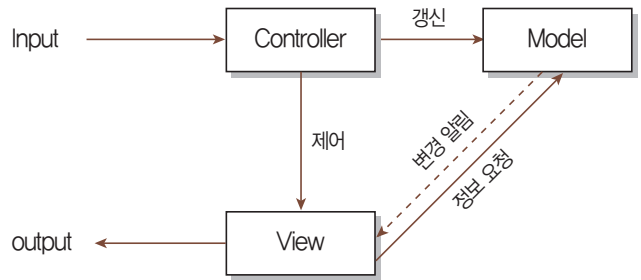 갱신
Input
Controller
Model
제어
변경 알림
정보 요청
output
View